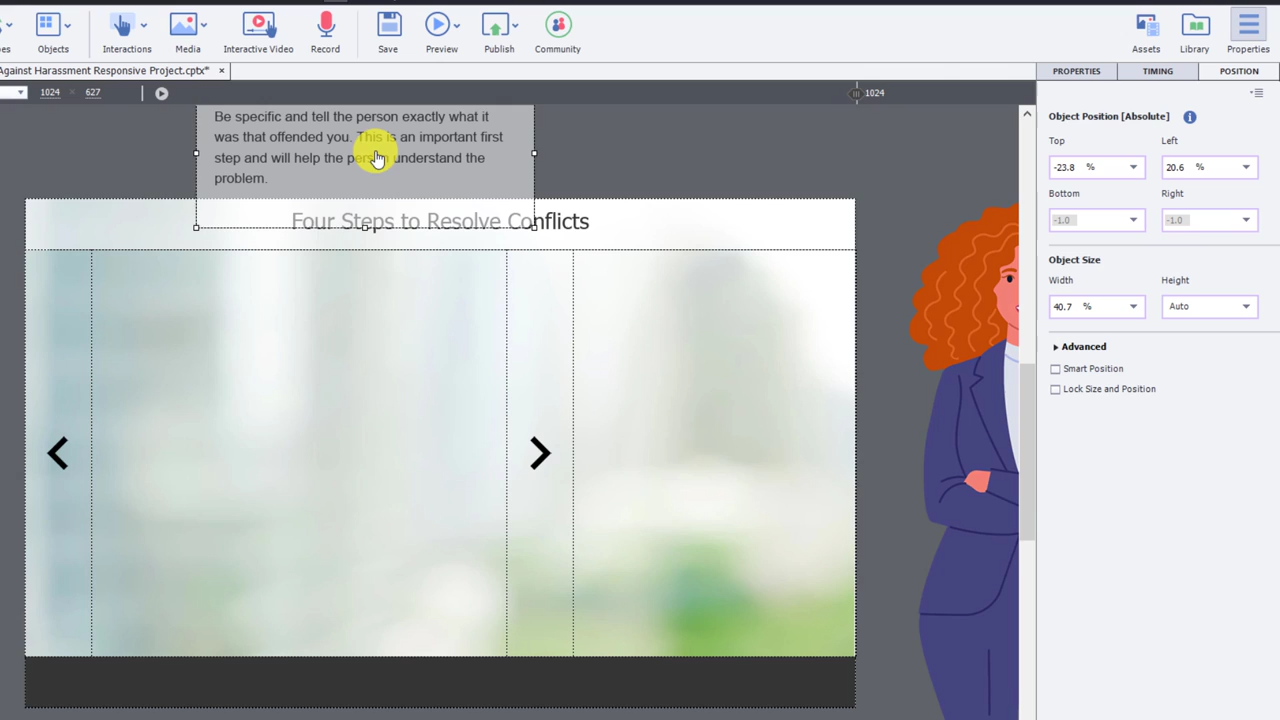 Objects
Interactions
Media
Interactive Video
Record
Save
Preview
Publish
Community
Assets
Library
Properties
Against Harassment Responsive Project.cptx* ×
PROPERTIES TIMING POSITION
1024 × 627
1024
Object Position [Absolute] i
Top Left
-23.8 % 20.6 %
Bottom Right
-1.0 -1.0
Object Size
Width Height
40.7 % Auto
Advanced
Smart Position
Lock Size and Position
Be specific and tell the person exactly what it
was that offended you. This is an important first
step and will help the person understand the
problem.
Four Steps to Resolve Conflicts